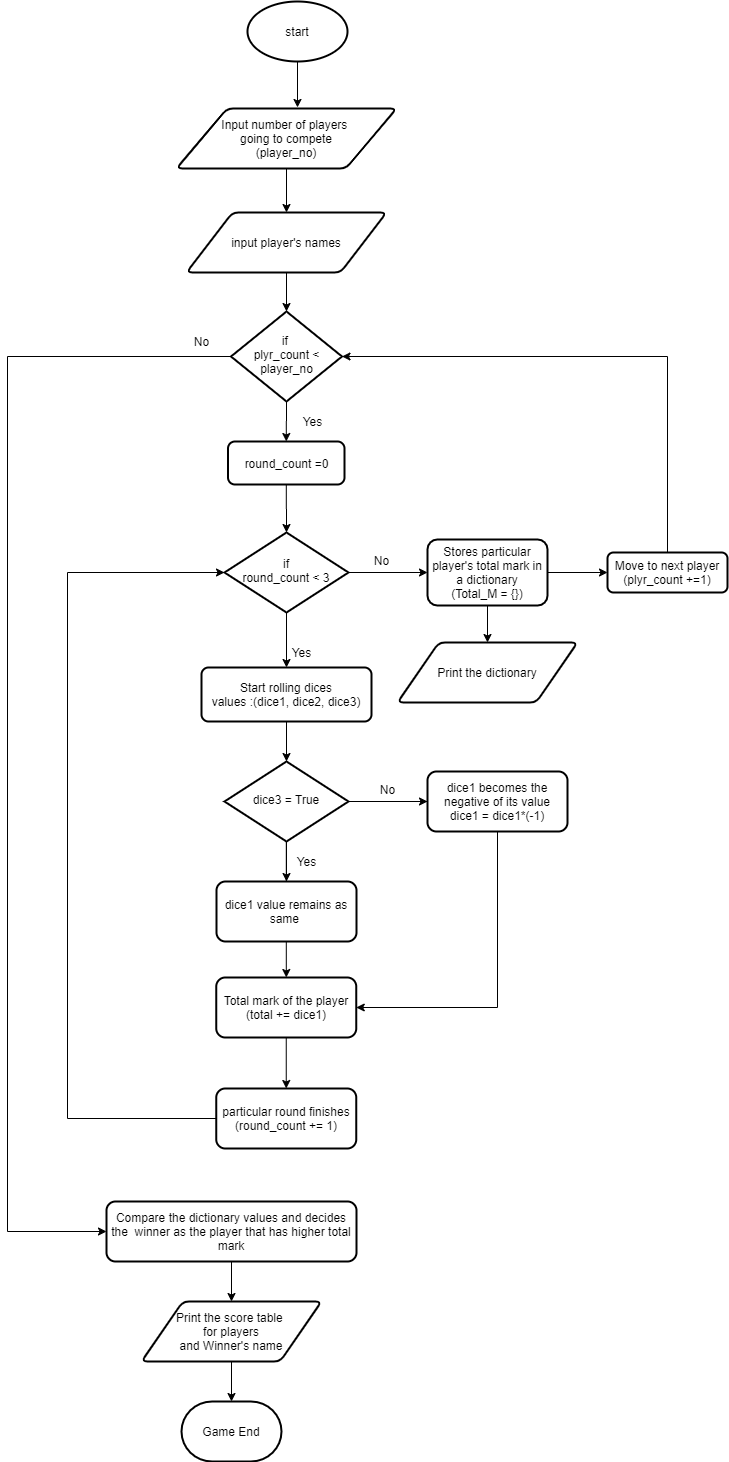 start
Input number of players
going to compete
(player_no)
input player's names
if
plyr_count <
player_no
No
Yes
round_count =0
if
round_count < 3
No
Stores particular
player's total mark in
a dictionary
(Total_M = {})
Move to next player
(plyr_count +=1)
Print the dictionary
Yes
Start rolling dices
values :(dice1, dice2, dice3)
dice3 = True
No
dice1 becomes the
negative of its value
dice1 = dice1*(-1)
Yes
dice1 value remains as
same
Total mark of the player
(total += dice1)
particular round finishes
(round_count += 1)
Compare the dictionary values and decides
the winner as the player that has higher total
mark
Print the score table
for players
and Winner's name
Game End